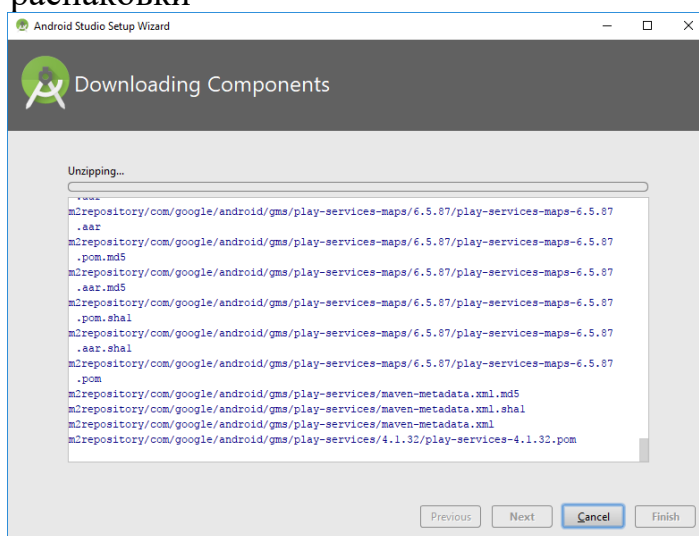 распаковки
Android Studio Setup Wizard
Downloading Components
Unzipping...
.aar
m2repository/com/google/android/gms/play-services-maps/6.5.87/play-services-maps-6.5.87
.aar
m2repository/com/google/android/gms/play-services-maps/6.5.87/play-services-maps-6.5.87
.pom.md5
m2repository/com/google/android/gms/play-services-maps/6.5.87/play-services-maps-6.5.87
.aar.md5
m2repository/com/google/android/gms/play-services-maps/6.5.87/play-services-maps-6.5.87
.pom.sha1
m2repository/com/google/android/gms/play-services-maps/6.5.87/play-services-maps-6.5.87
.aar.sha1
m2repository/com/google/android/gms/play-services-maps/6.5.87/play-services-maps-6.5.87
.pom
m2repository/com/google/android/gms/play-services/maven-metadata.xml.md5
m2repository/com/google/android/gms/play-services/maven-metadata.xml.sha1
m2repository/com/google/android/gms/play-services/maven-metadata.xml
m2repository/com/google/android/gms/play-services/4.1.32/play-services-4.1.32.pom
Previous Next Cancel Finish